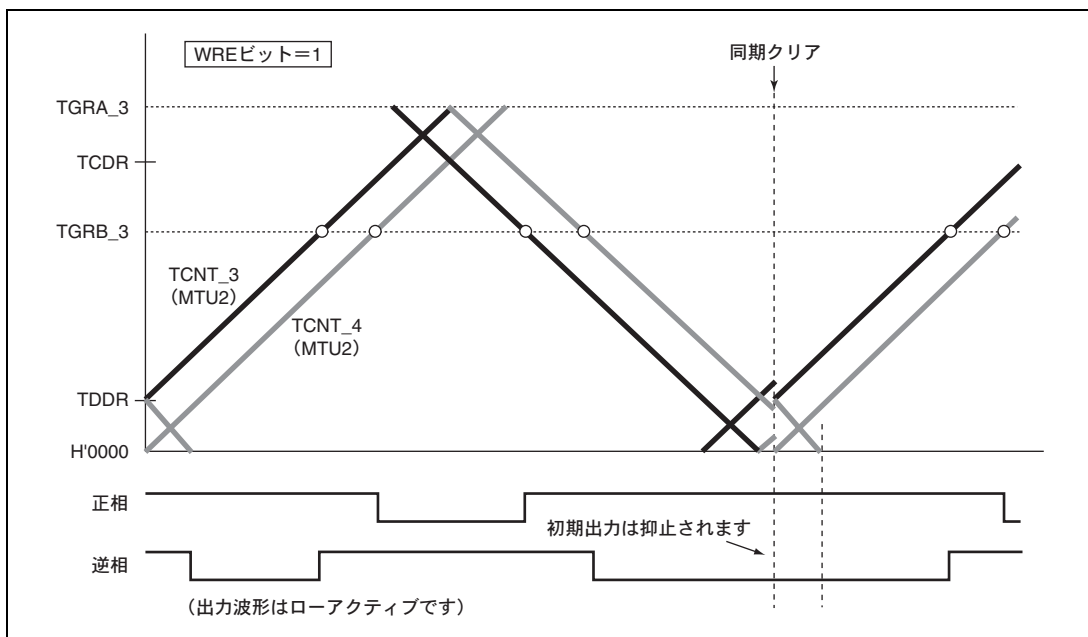 WREビット＝1
同期クリア
TGRA_3
TCDR
TGRB_3
TCNT_3
（MTU2）
TCNT_4
（MTU2）
TDDR
H'0000
正相
初期出力は抑止されます
逆相
（出力波形はローアクティブです）